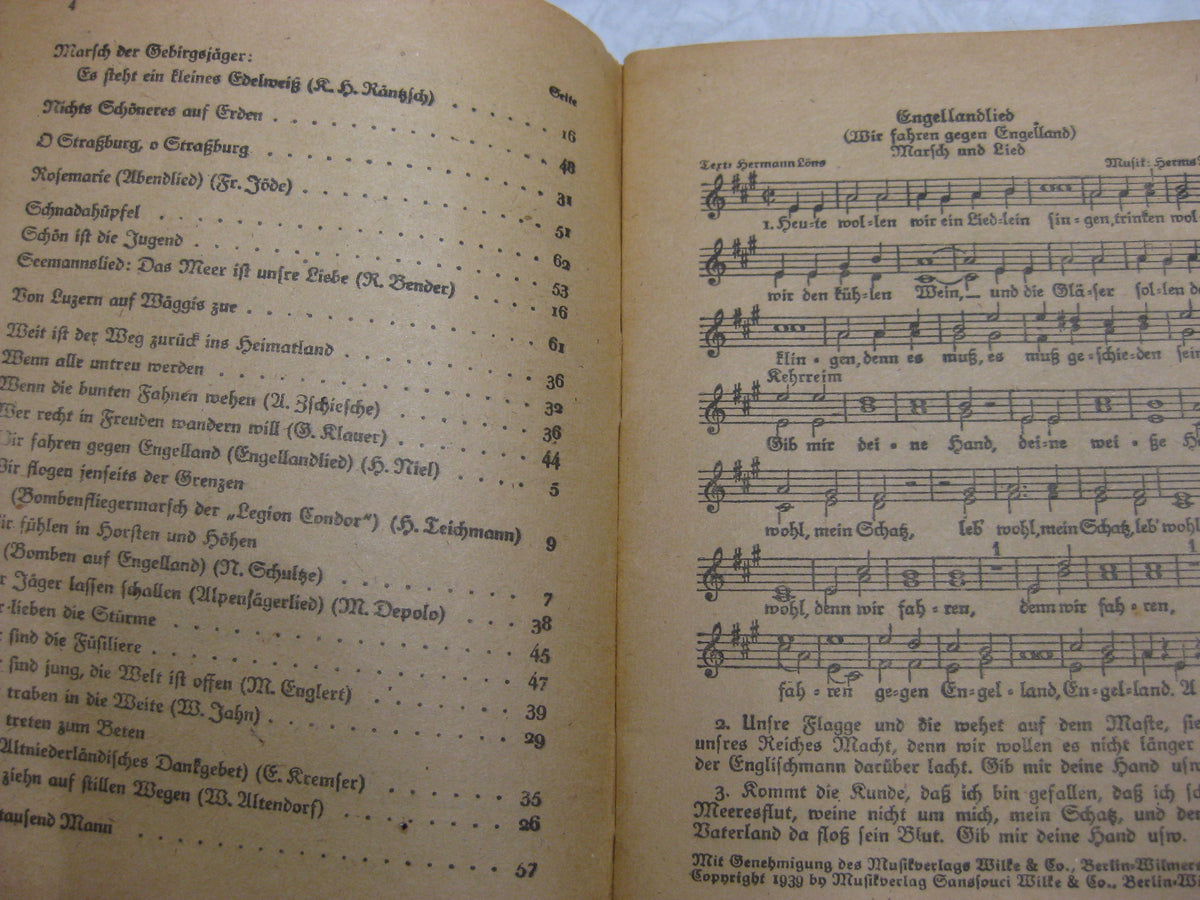 4
Seite
Marsch der Gebirgsjäger:
Es steht ein kleines Edelweiß (K. H. Räntzsch) . . . . 16
Nichts Schöneres auf Erden . . . . 48
O Straßburg, o Straßburg . . . . 31
Rosemarie (Abendlied) (Fr. Jöde) . . . . 51
Schnadahüpfel . . . . 62
Schön ist die Jugend . . . . 53
Seemannslied: Das Meer ist unsre Liebe (R. Bender) . . . . 16
Von Luzern auf Wäggis zue . . . . 61
Weit ist der Weg zurück ins Heimatland . . . . 36
Wenn alle untreu werden . . . . 32
Wenn die bunten Fahnen wehen (A. Zschiesche) . . . . 36
Wer recht in Freuden wandern will (G. Klauer) . . . . 44
Wir fahren gegen Engelland (Engellandlied) (H. Niel) . . . . 5
Wir flogen jenseits der Grenzen
(Bombenfliegermarsch der „Legion Condor") (H. Teichmann) 9
ir fühlen in Horsten und Höhen
(Bomben auf Engelland) (N. Schultze) . . . . 7
r Jäger lassen schallen (Alpenjägerlied) (M. Depolo) . . . . 38
r lieben die Stürme . . . . 45
sind die Füsiliere . . . . 47
sind jung, die Welt ist offen (M. Englert) . . . . 39
traben in die Weite (W. Jahn) . . . . 29
treten zum Beten
Altniederländisches Dankgebet) (E. Kremser) . . . . 35
ziehn auf stillen Wegen (W. Altendorf) . . . . 26
tausend Mann . . . . 57
Engellandlied
(Wir fahren gegen Engelland)
Marsch und Lied
Text: Hermann Löns Musik: Herms
1. Heu-te wol-len wir ein Lied-lein sin-gen, trinken wol-
wir den küh-len Wein, und die Glä-ser sol-len da
klin-gen, denn es muß, es muß ge-schie-den sein
Kehrreim
Gib mir dei-ne Hand, dei-ne wei-ße H
wohl, mein Schatz, leb' wohl, mein Schatz, leb' wohl
wohl, denn wir fah-ren, denn wir fah-ren,
1 1
fah-ren ge-gen En-gel-land, En-gel-land. A
2. Unsre Flagge und die wehet auf dem Maste, sie
unsres Reiches Macht, denn wir wollen es nicht länger
der Englischmann darüber lacht. Gib mir deine Hand usw.
3. Kommt die Kunde, daß ich bin gefallen, daß ich sc
Meeresflut, weine nicht um mich, mein Schatz, und de
Vaterland da floß sein Blut. Gib mir deine Hand usw.
Mit Genehmigung des Musikverlags Wilke & Co., Berlin-Wilmers
Copyright 1939 by Musikverlag Sanssouci Wilke & Co., Berlin-W